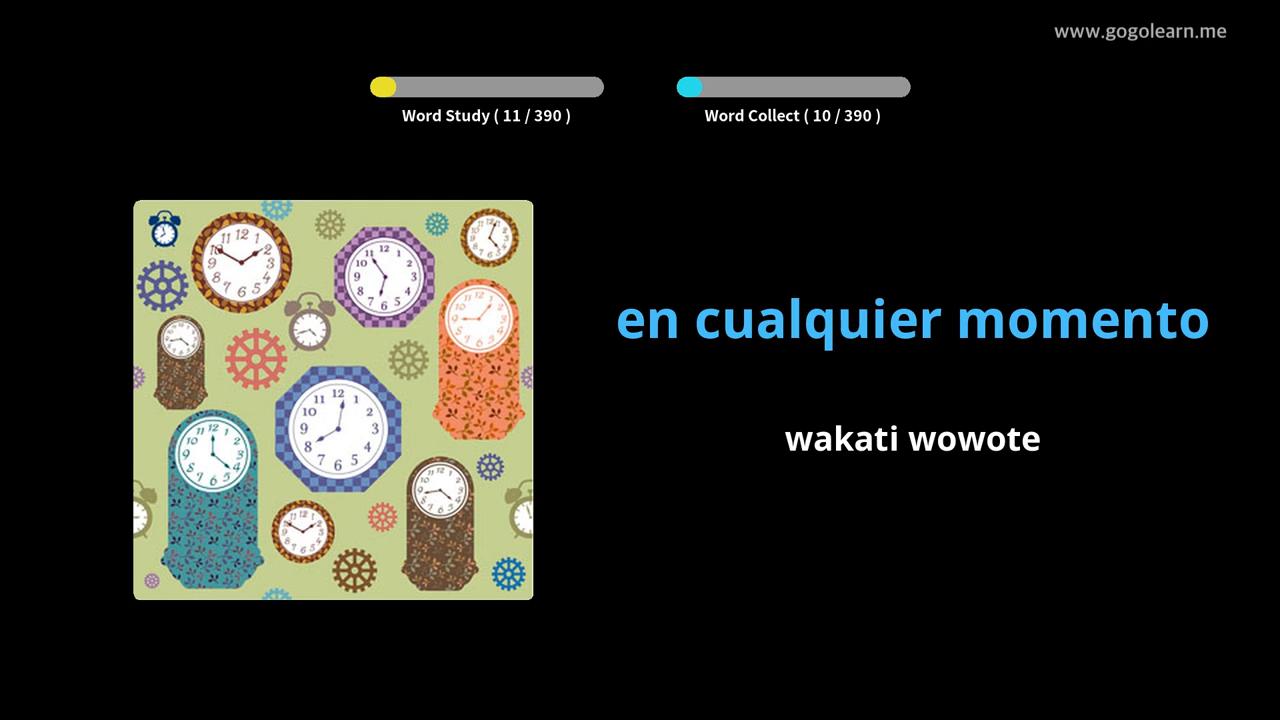 www.gogolearn.me
Word Study ( 11 / 390 )
Word Collect ( 10 / 390 )
en cualquier momento
wakati wowote